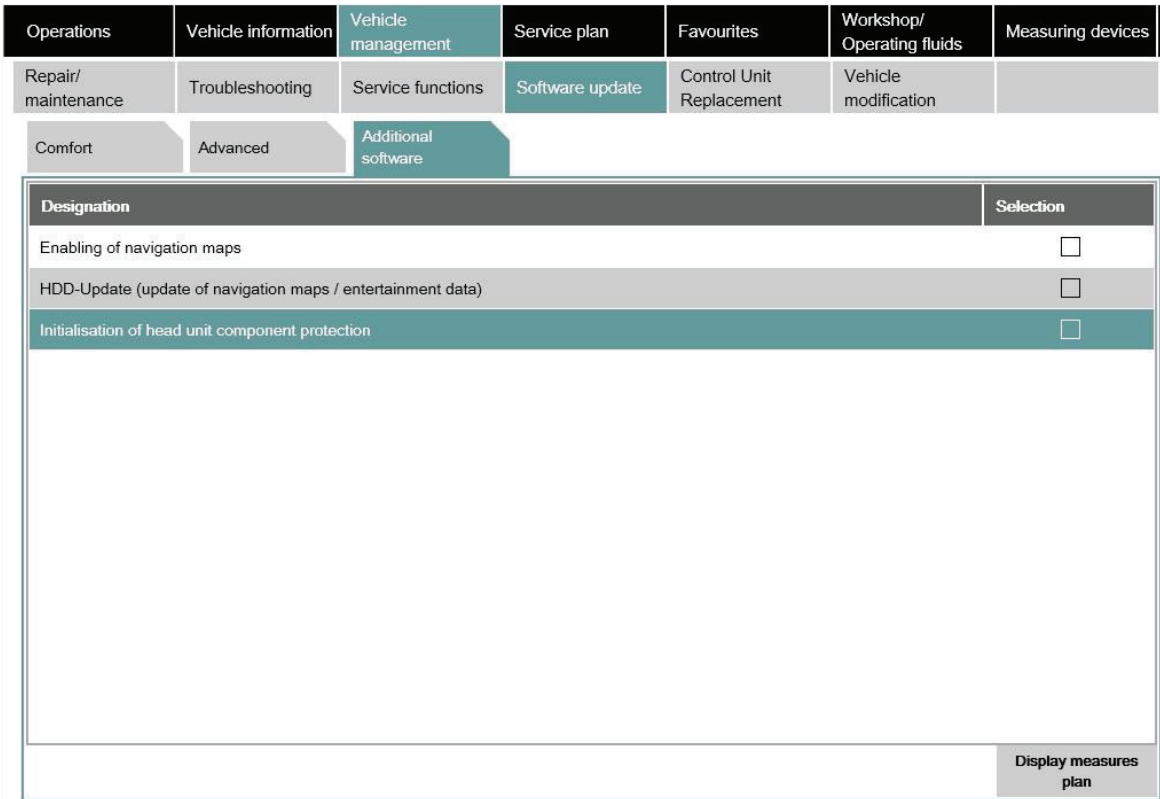 Operations
Vehicle information
Vehicle
management
Service plan
Favourites
Workshop/
Operating fluids
Measuring devices
Repair/
maintenance
Troubleshooting
Service functions
Software update
Control Unit
Replacement
Vehicle
modification
Comfort
Advanced
Additional
software
Designation
Selection
Enabling of navigation maps
HDD-Update (update of navigation maps / entertainment data)
Initialisation of head unit component protection
Display measures
plan